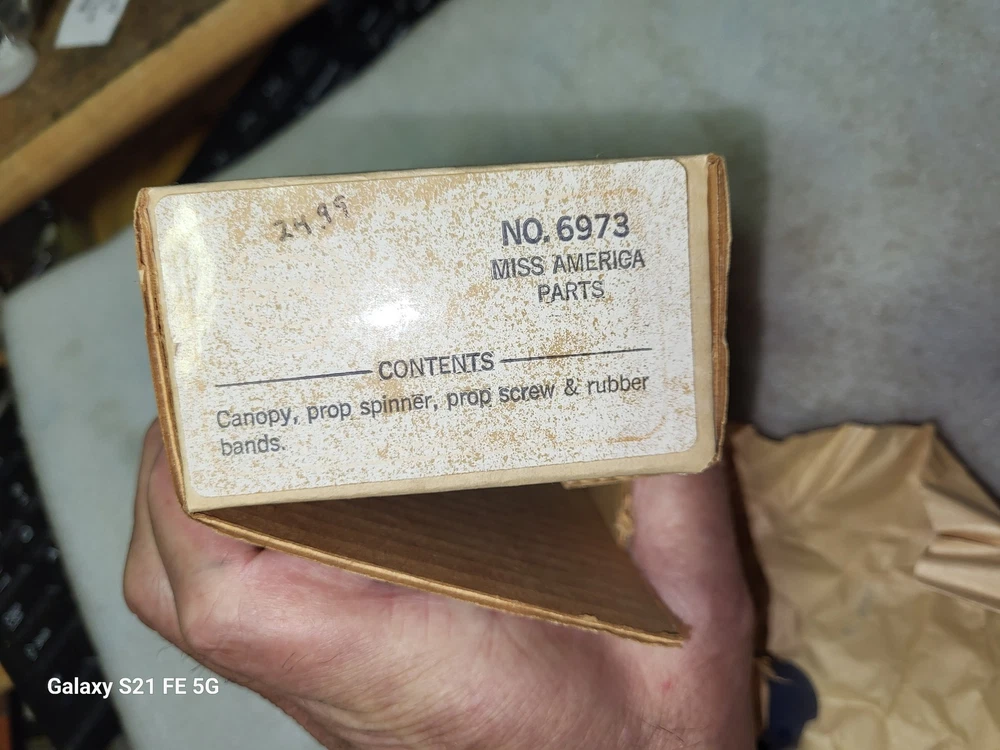 24.99
NO. 6973
MISS AMERICA
PARTS
CONTENTS
Canopy, prop spinner, prop screw & rubber
bands.
Galaxy S21 FE 5G